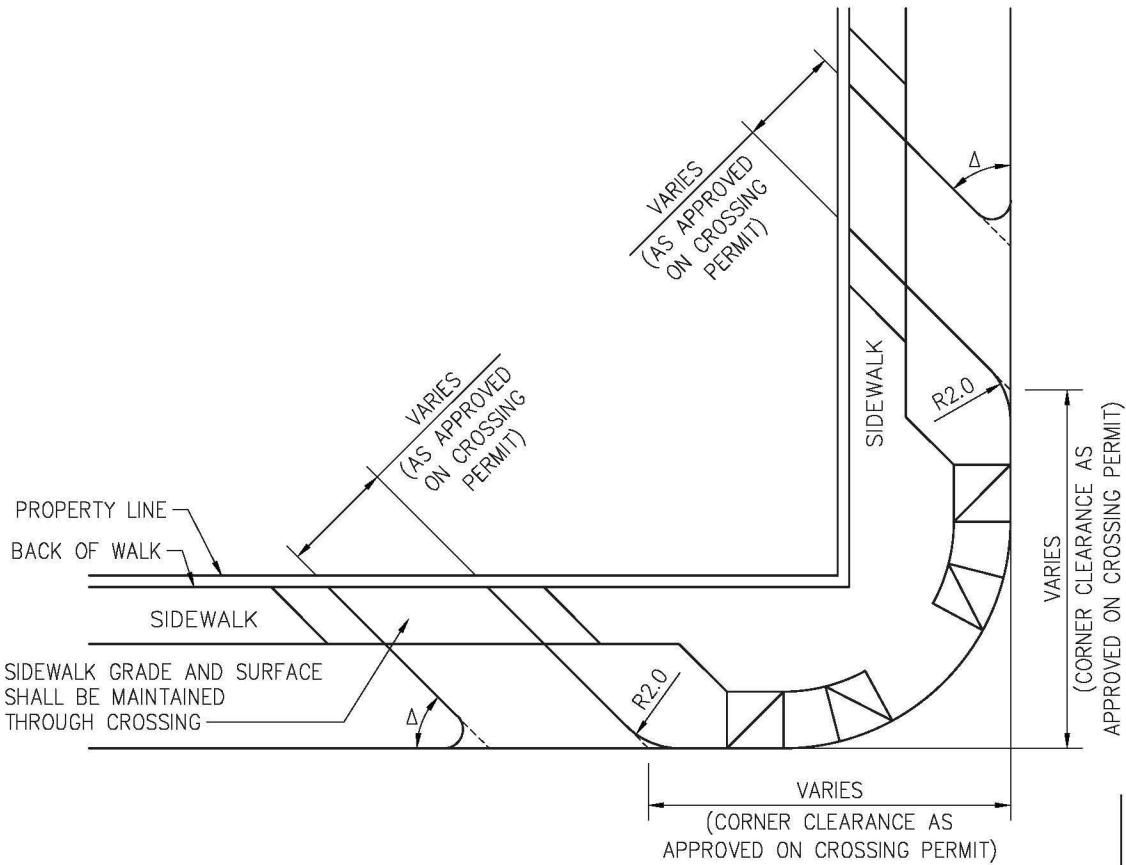 VARIES
(AS APPROVED
ON CROSSING
PERMIT)
Δ
VARIES
(AS APPROVED
ON CROSSING
PERMIT)
SIDEWALK
R2.0
PROPERTY LINE
BACK OF WALK
SIDEWALK
SIDEWALK GRADE AND SURFACE
SHALL BE MAINTAINED
THROUGH CROSSING
Δ
R2.0
VARIES
(CORNER CLEARANCE AS
APPROVED ON CROSSING PERMIT)
VARIES
(CORNER CLEARANCE AS
APPROVED ON CROSSING PERMIT)